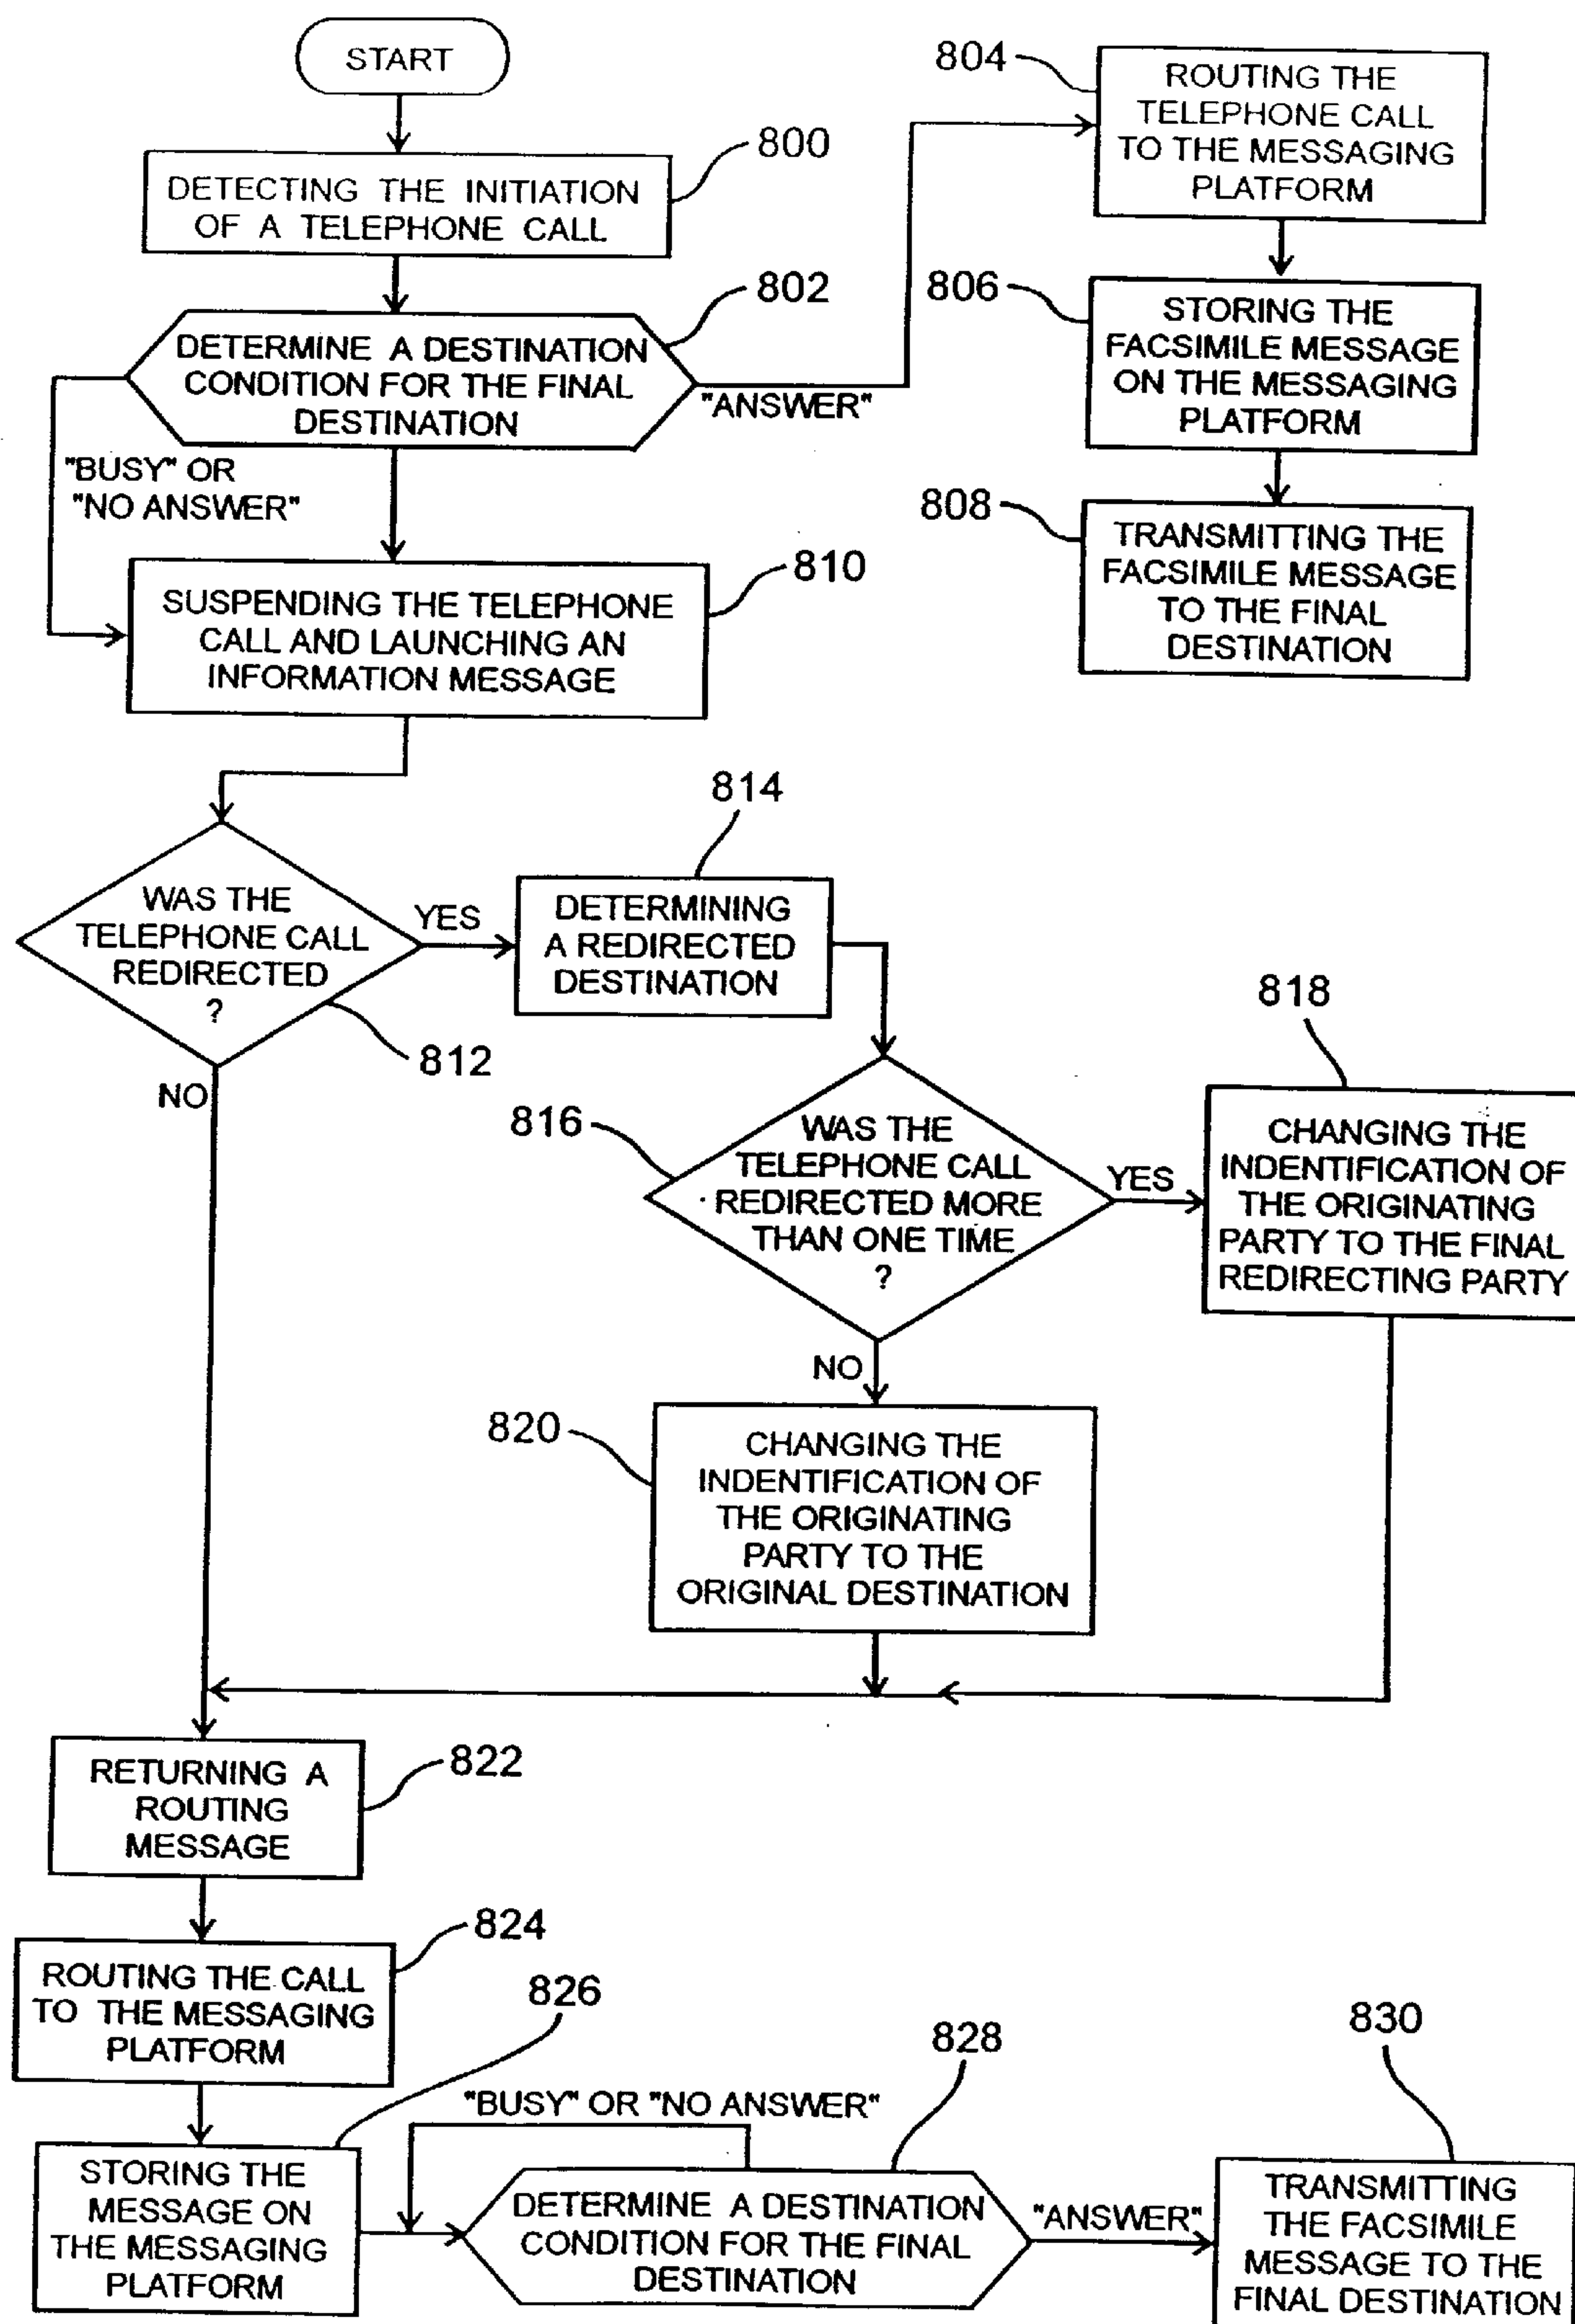 START
800
DETECTING THE INITIATION
OF A TELEPHONE CALL
802
DETERMINE A DESTINATION
CONDITION FOR THE FINAL
DESTINATION
"ANSWER"
"BUSY" OR
"NO ANSWER"
804
ROUTING THE
TELEPHONE CALL
TO THE MESSAGING
PLATFORM
806
STORING THE
FACSIMILE MESSAGE
ON THE MESSAGING
PLATFORM
808
TRANSMITTING THE
FACSIMILE MESSAGE
TO THE FINAL
DESTINATION
810
SUSPENDING THE TELEPHONE
CALL AND LAUNCHING AN
INFORMATION MESSAGE
WAS THE
TELEPHONE CALL
REDIRECTED
?
812
YES
NO
814
DETERMINING
A REDIRECTED
DESTINATION
816
WAS THE
TELEPHONE CALL
REDIRECTED MORE
THAN ONE TIME
?
YES
NO
818
CHANGING THE
INDENTIFICATION OF
THE ORIGINATING
PARTY TO THE FINAL
REDIRECTING PARTY
820
CHANGING THE
INDENTIFICATION OF
THE ORIGINATING
PARTY TO THE
ORIGINAL DESTINATION
822
RETURNING A
ROUTING
MESSAGE
824
ROUTING THE CALL
TO THE MESSAGING
PLATFORM
826
STORING THE
MESSAGE ON
THE MESSAGING
PLATFORM
"BUSY" OR "NO ANSWER"
828
DETERMINE A DESTINATION
CONDITION FOR THE FINAL
DESTINATION
"ANSWER"
830
TRANSMITTING
THE FACSIMILE
MESSAGE TO THE
FINAL DESTINATION